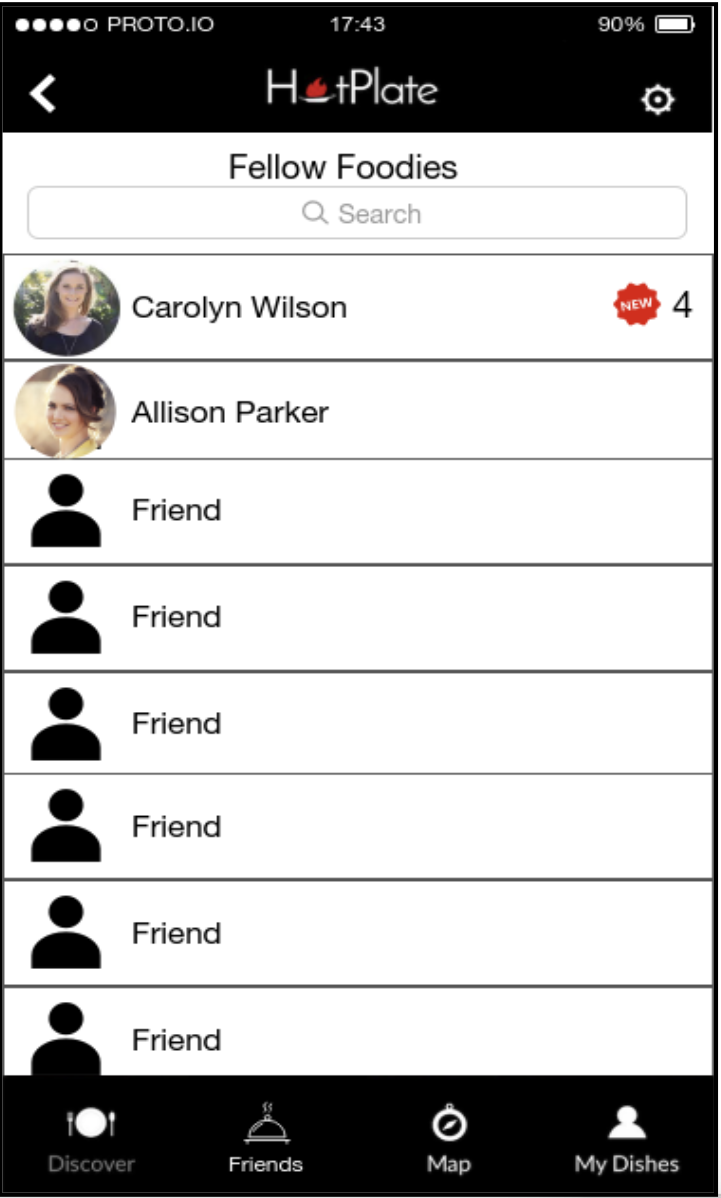 PROTO.IO 17:43 90%
HotPlate
Fellow Foodies
Search
Carolyn Wilson NEW 4
Allison Parker
Friend
Friend
Friend
Friend
Friend
Friend
Discover Friends Map My Dishes